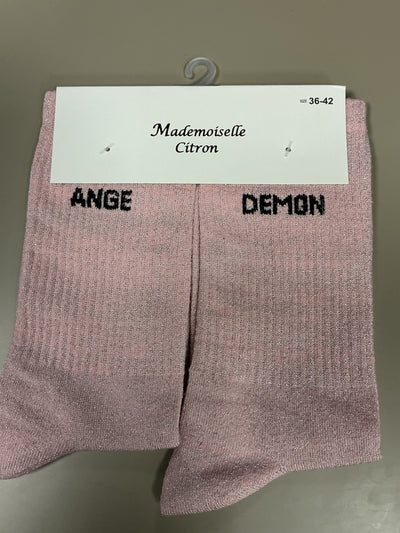 SIZE 36-42
Mademoiselle
Citron
ANGE
DEMON